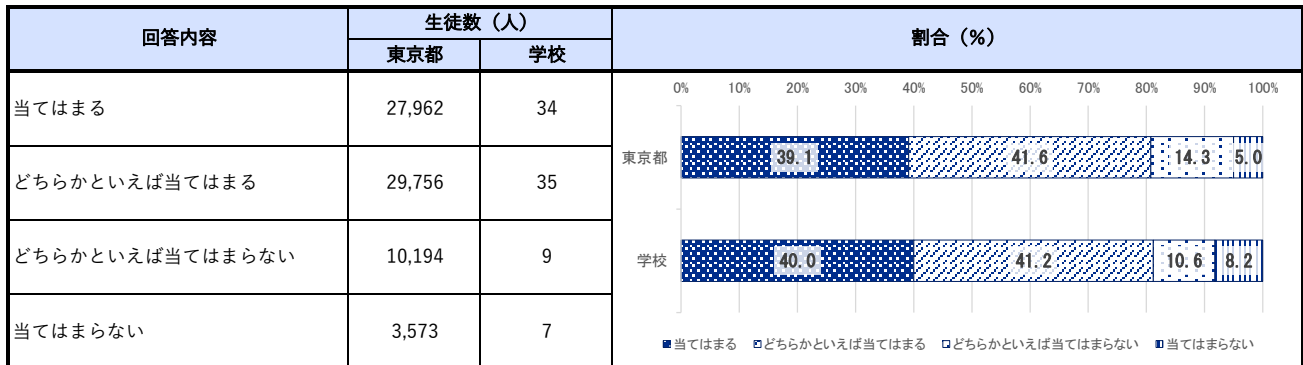 回答内容
生徒数（人）
割合（%）
東京都 学校
当てはまる 27,962 34
どちらかといえば当てはまる 29,756 35
どちらかといえば当てはまらない 10,194 9
当てはまらない 3,573 7
0% 10% 20% 30% 40% 50% 60% 70% 80% 90% 100%
東京都 39.1 41.6 14.3 5.0
学校 40.0 41.2 10.6 8.2
当てはまる どちらかといえば当てはまる どちらかといえば当てはまらない 当てはまらない